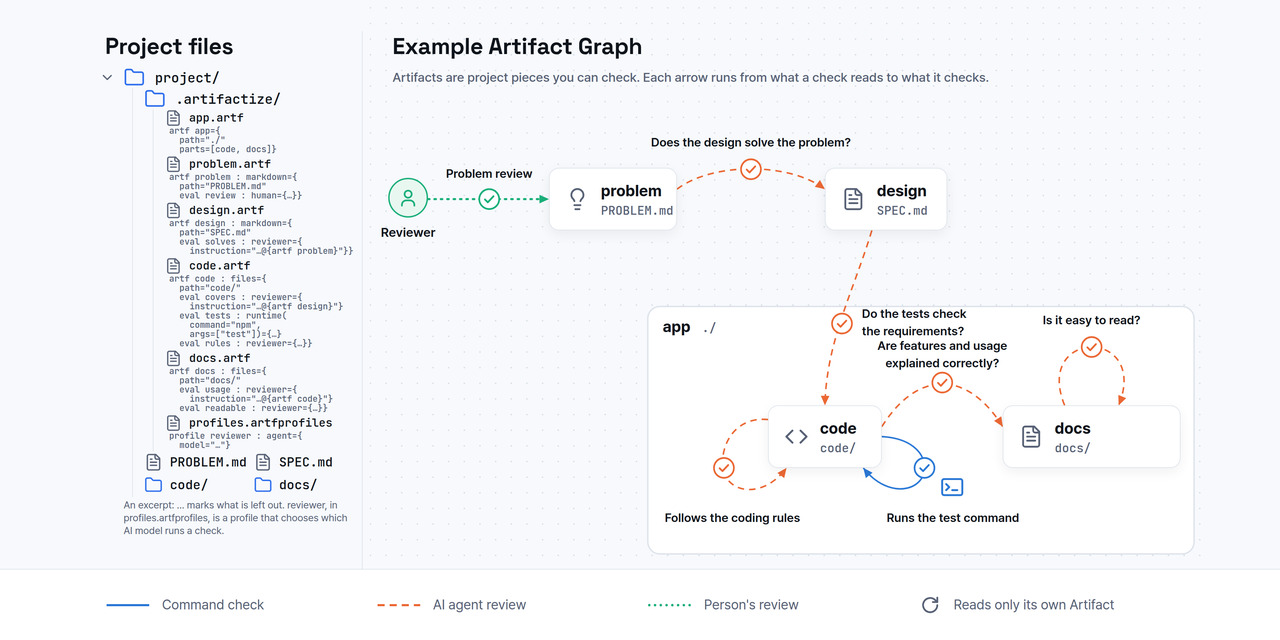 Project files
project/
.artifactize/
app.artf
artf app={
path="./"
parts=[code, docs]}
problem.artf
artf problem : markdown={
path="PROBLEM.md"
eval review : human={…}}
design.artf
artf design : markdown={
path="SPEC.md"
eval solves : reviewer={
instruction="…@{artf problem}"}}
code.artf
artf code : files={
path="code/"
eval covers : reviewer={
instruction="…@{artf design}"}
eval tests : runtime(
command="npm",
args=["test"])={…}
eval rules : reviewer={…}}
docs.artf
artf docs : files={
path="docs/"
eval usage : reviewer={
instruction="…@{artf code}"}
eval readable : reviewer={…}}
profiles.artfprofiles
profile reviewer : agent={
model="…"}
PROBLEM.md SPEC.md
code/ docs/
An excerpt: … marks what is left out. reviewer, in
profiles.artfprofiles, is a profile that chooses which
AI model runs a check.
Example Artifact Graph
Artifacts are project pieces you can check. Each arrow runs from what a check reads to what it checks.
Does the design solve the problem?
Problem review
Reviewer
problem
PROBLEM.md
design
SPEC.md
app ./
Do the tests check
the requirements?
Is it easy to read?
Are features and usage
explained correctly?
code
code/
docs
docs/
Follows the coding rules
Runs the test command
Command check
AI agent review
Person's review
Reads only its own Artifact